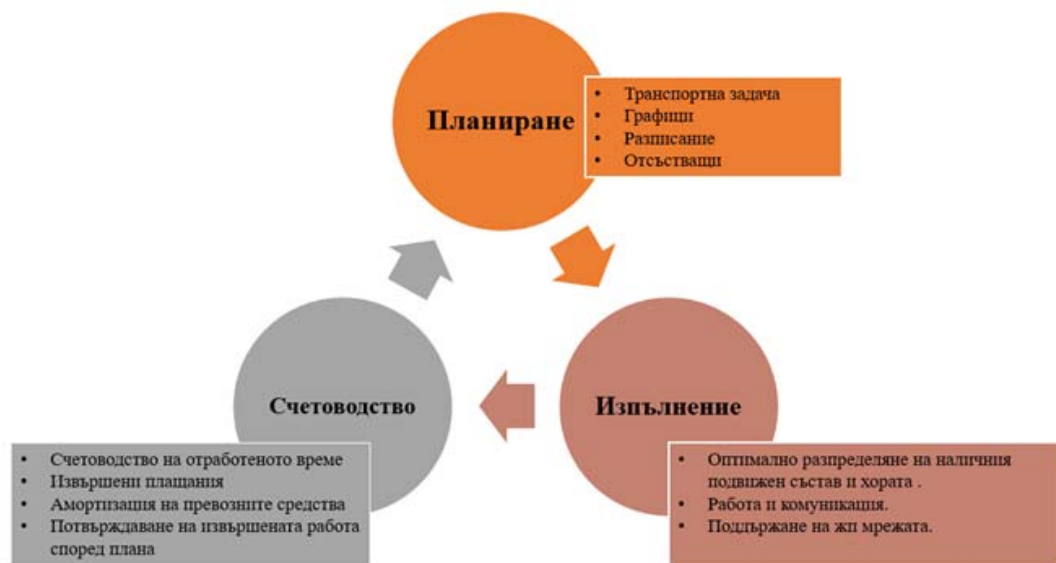 Планиране
• Транспортна задача
• Графици
• Разписание
• Отсъстващи
Счетоводство
• Счетоводство на отработеното време
• Извършени плащания
• Амортизация на превозните средства
• Потвърждаване на извършената работа
според плана
Изпълнение
• Оптимално разпределяне на наличния
подвижен състав и хората .
• Работа и комуникация.
• Поддържане на жп мрежата.